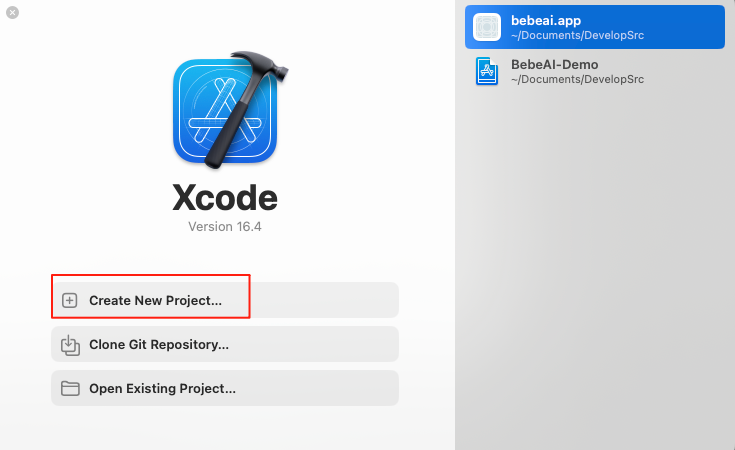 Xcode
Version 16.4
Create New Project...
Clone Git Repository...
Open Existing Project...
bebeai.app
~/Documents/DevelopSrc
BebeAI-Demo
~/Documents/DevelopSrc